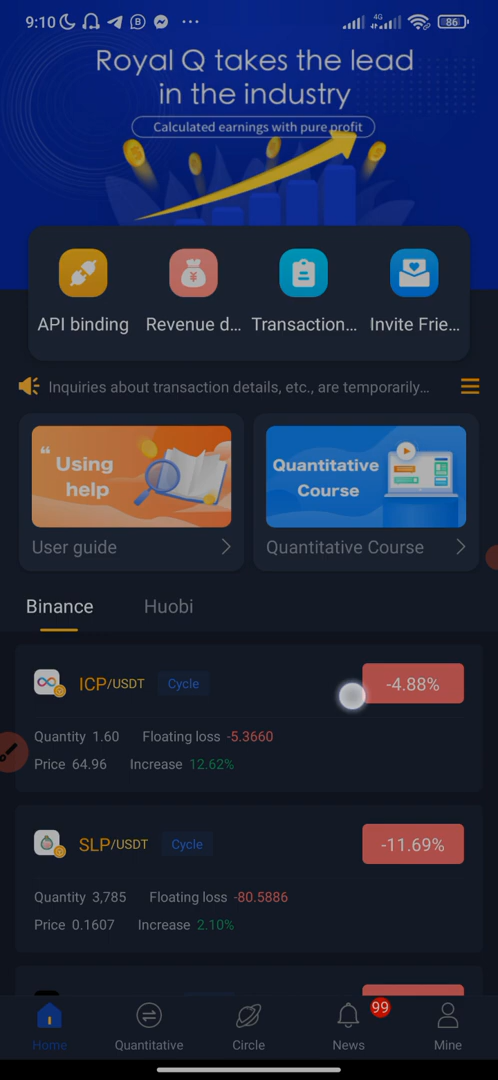 9:10
4G
86
Royal Q takes the lead
in the industry
Calculated earnings with pure profit
API binding
Revenue d...
Transaction...
Invite Frie...
Inquiries about transaction details, etc., are temporarily...
Using
help
Quantitative
Course
User guide
Quantitative Course
Binance
Huobi
ICP/USDT
Cycle
-4.88%
Quantity 1.60 Floating loss -5.3660
Price 64.96 Increase 12.62%
SLP/USDT
Cycle
-11.69%
Quantity 3,785 Floating loss -80.5886
Price 0.1607 Increase 2.10%
99
Home
Quantitative
Circle
News
Mine